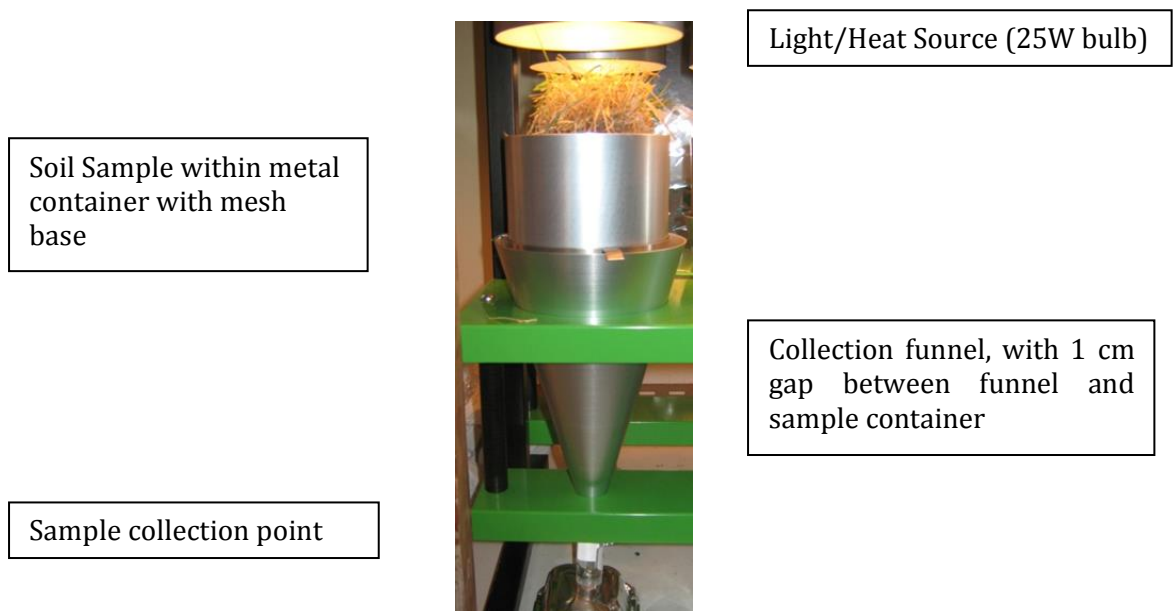 Light/Heat Source (25W bulb)
Soil Sample within metal
container with mesh
base
Collection funnel, with 1 cm
gap between funnel and
sample container
Sample collection point